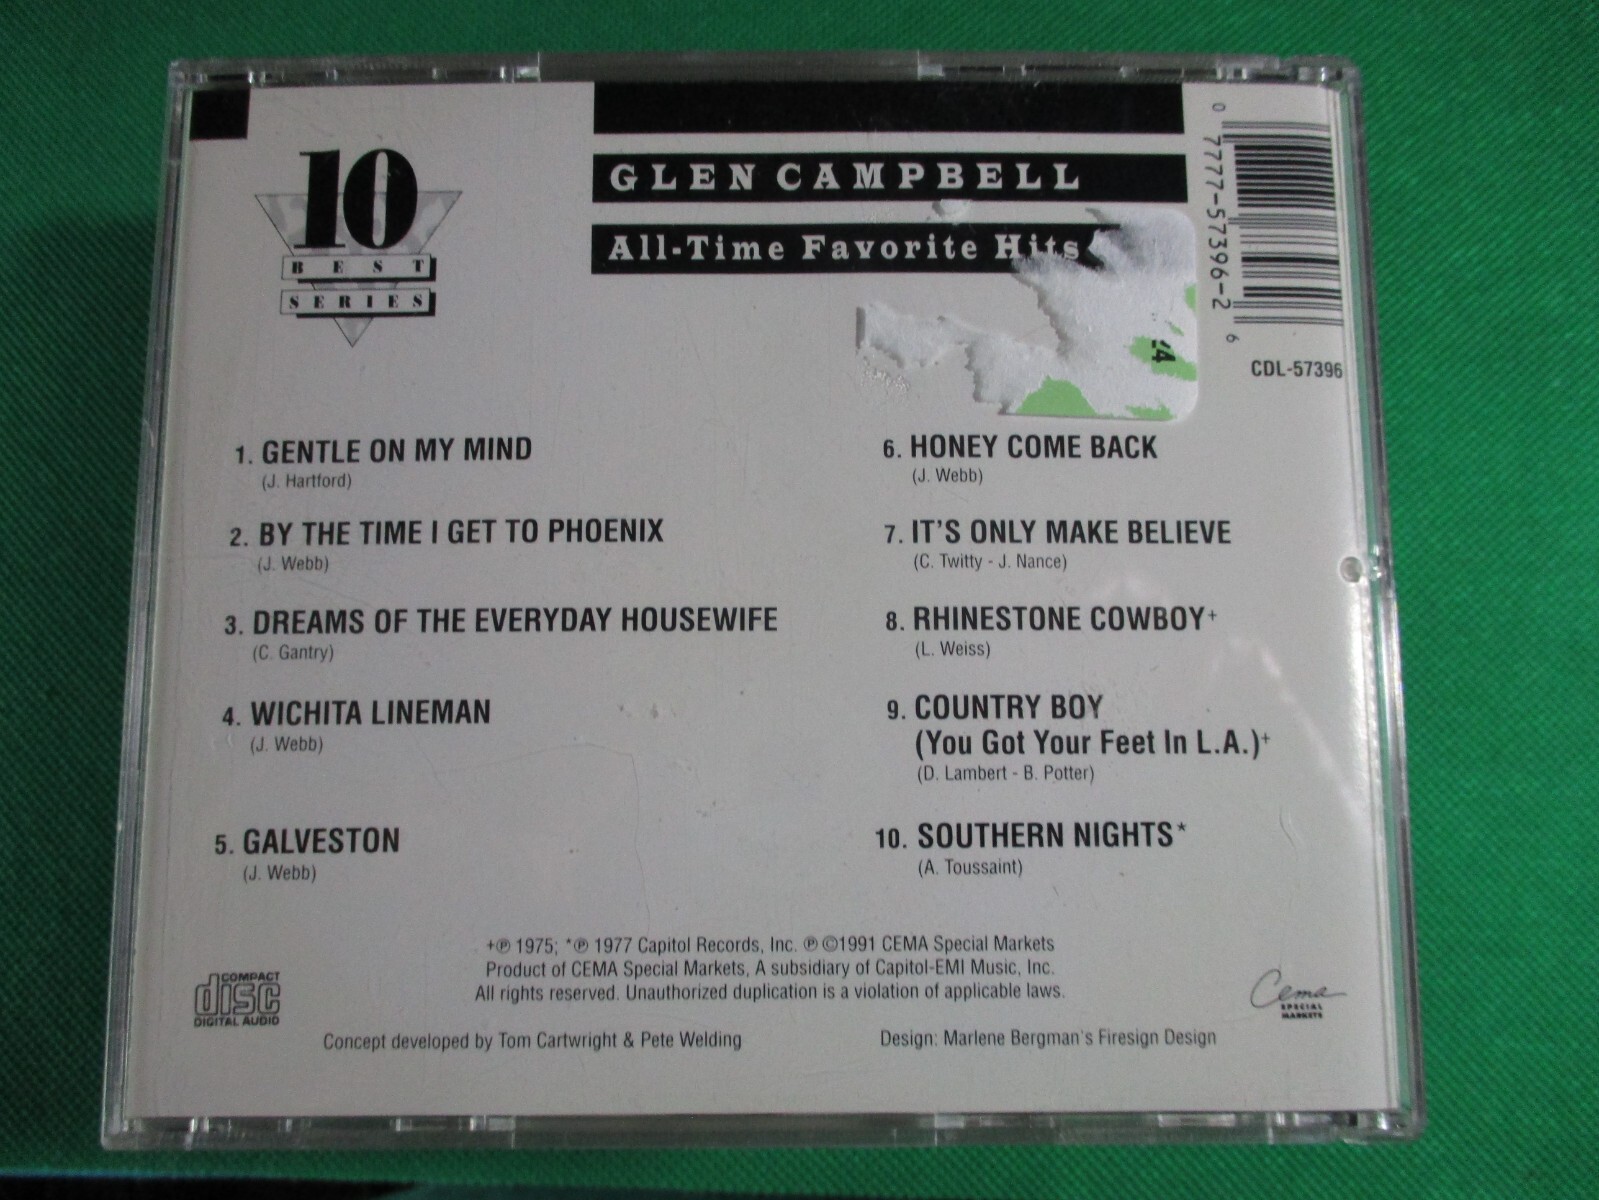 10
BEST
SERIES
GLEN CAMPBELL
All-Time Favorite Hits
0 7777-57396-2 6
CDL-57396
1. GENTLE ON MY MIND
(J. Hartford)
2. BY THE TIME I GET TO PHOENIX
(J. Webb)
3. DREAMS OF THE EVERYDAY HOUSEWIFE
(C. Gantry)
4. WICHITA LINEMAN
(J. Webb)
5. GALVESTON
(J. Webb)
6. HONEY COME BACK
(J. Webb)
7. IT'S ONLY MAKE BELIEVE
(C. Twitty - J. Nance)
8. RHINESTONE COWBOY+
(L. Weiss)
9. COUNTRY BOY
(You Got Your Feet In L.A.)+
(D. Lambert - B. Potter)
10. SOUTHERN NIGHTS*
(A. Toussaint)
+℗ 1975; *℗ 1977 Capitol Records, Inc. ℗ ©1991 CEMA Special Markets
Product of CEMA Special Markets, A subsidiary of Capitol-EMI Music, Inc.
All rights reserved. Unauthorized duplication is a violation of applicable laws.
COMPACT
disc
DIGITAL AUDIO
Cema
SPECIAL
MARKETS
Concept developed by Tom Cartwright & Pete Welding
Design: Marlene Bergman's Firesign Design